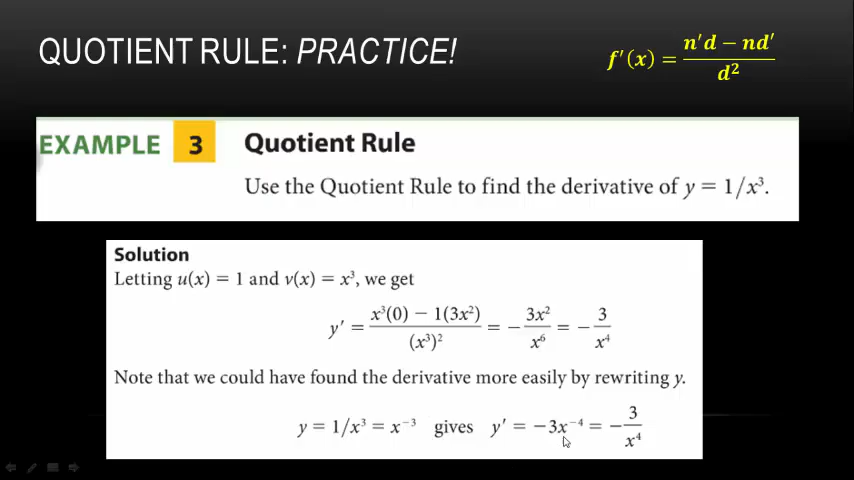 QUOTIENT RULE: PRACTICE!
f′(x) = (n′d − nd′)/d²
EXAMPLE 3 Quotient Rule
Use the Quotient Rule to find the derivative of y = 1/x³.
Solution
Letting u(x) = 1 and v(x) = x³, we get
y′ = (x³(0) − 1(3x²))/(x³)² = −3x²/x⁶ = −3/x⁴
Note that we could have found the derivative more easily by rewriting y.
y = 1/x³ = x⁻³ gives y′ = −3x⁻⁴ = −3/x⁴